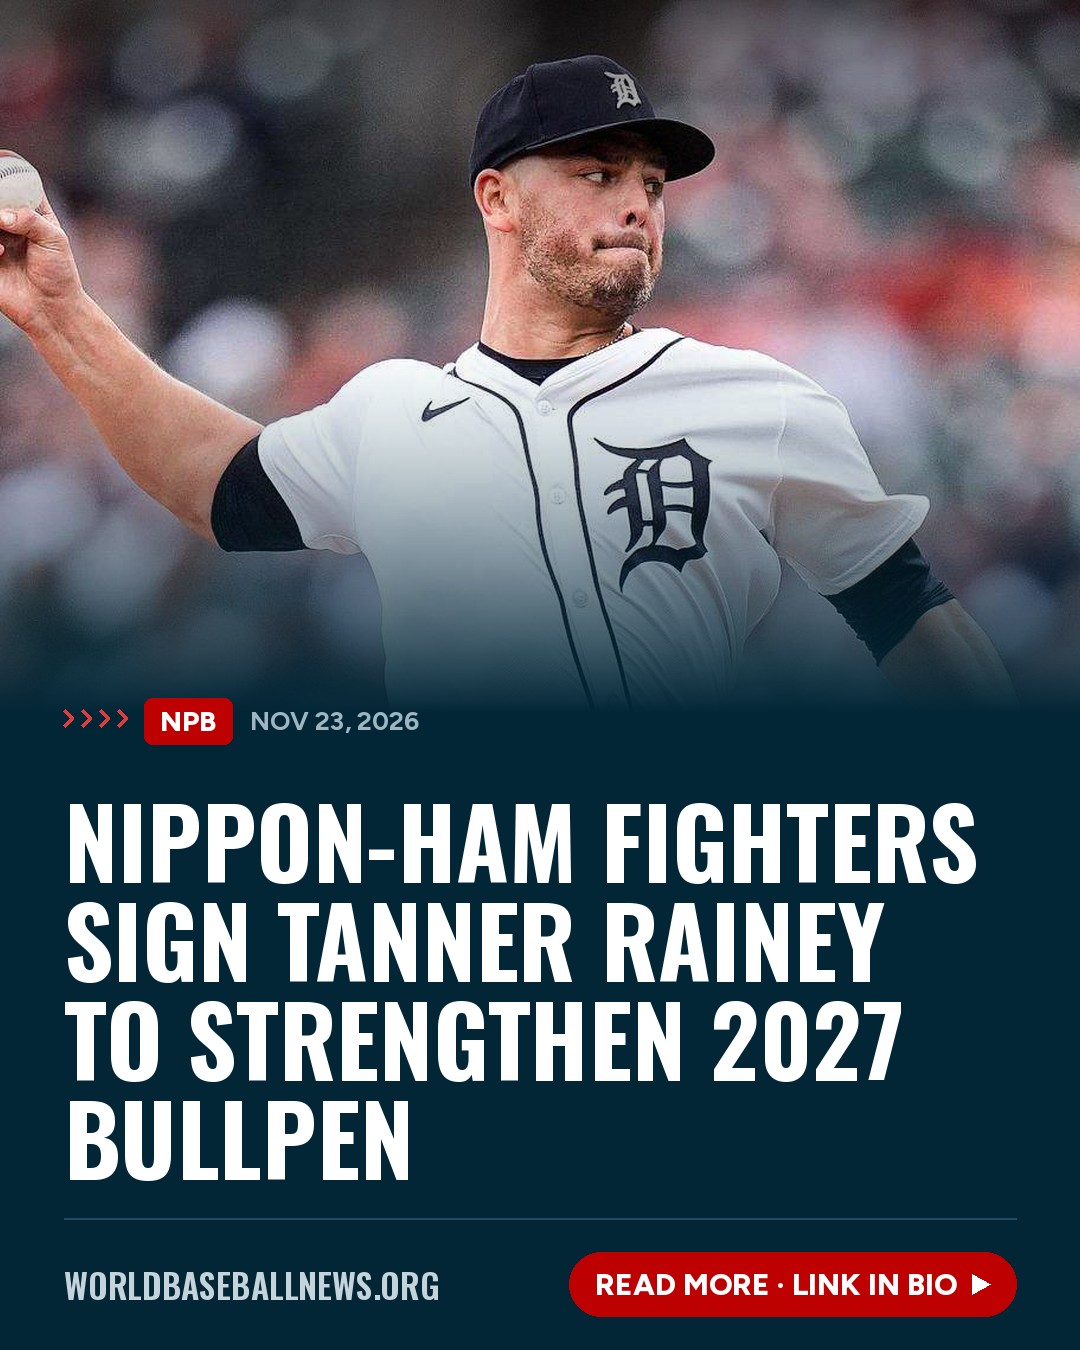 D
D
>>>> NPB NOV 23, 2026
NIPPON-HAM FIGHTERS
SIGN TANNER RAINEY
TO STRENGTHEN 2027
BULLPEN
WORLDBASEBALLNEWS.ORG
READ MORE · LINK IN BIO ▶